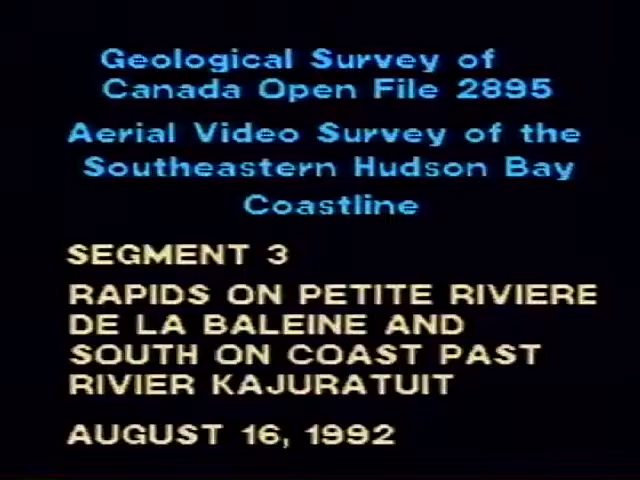 Geological Survey of
Canada Open File 2895
Aerial Video Survey of the
Southeastern Hudson Bay
Coastline
SEGMENT 3
RAPIDS ON PETITE RIVIERE
DE LA BALEINE AND
SOUTH ON COAST PAST
RIVIER KAJURATUIT
AUGUST 16, 1992